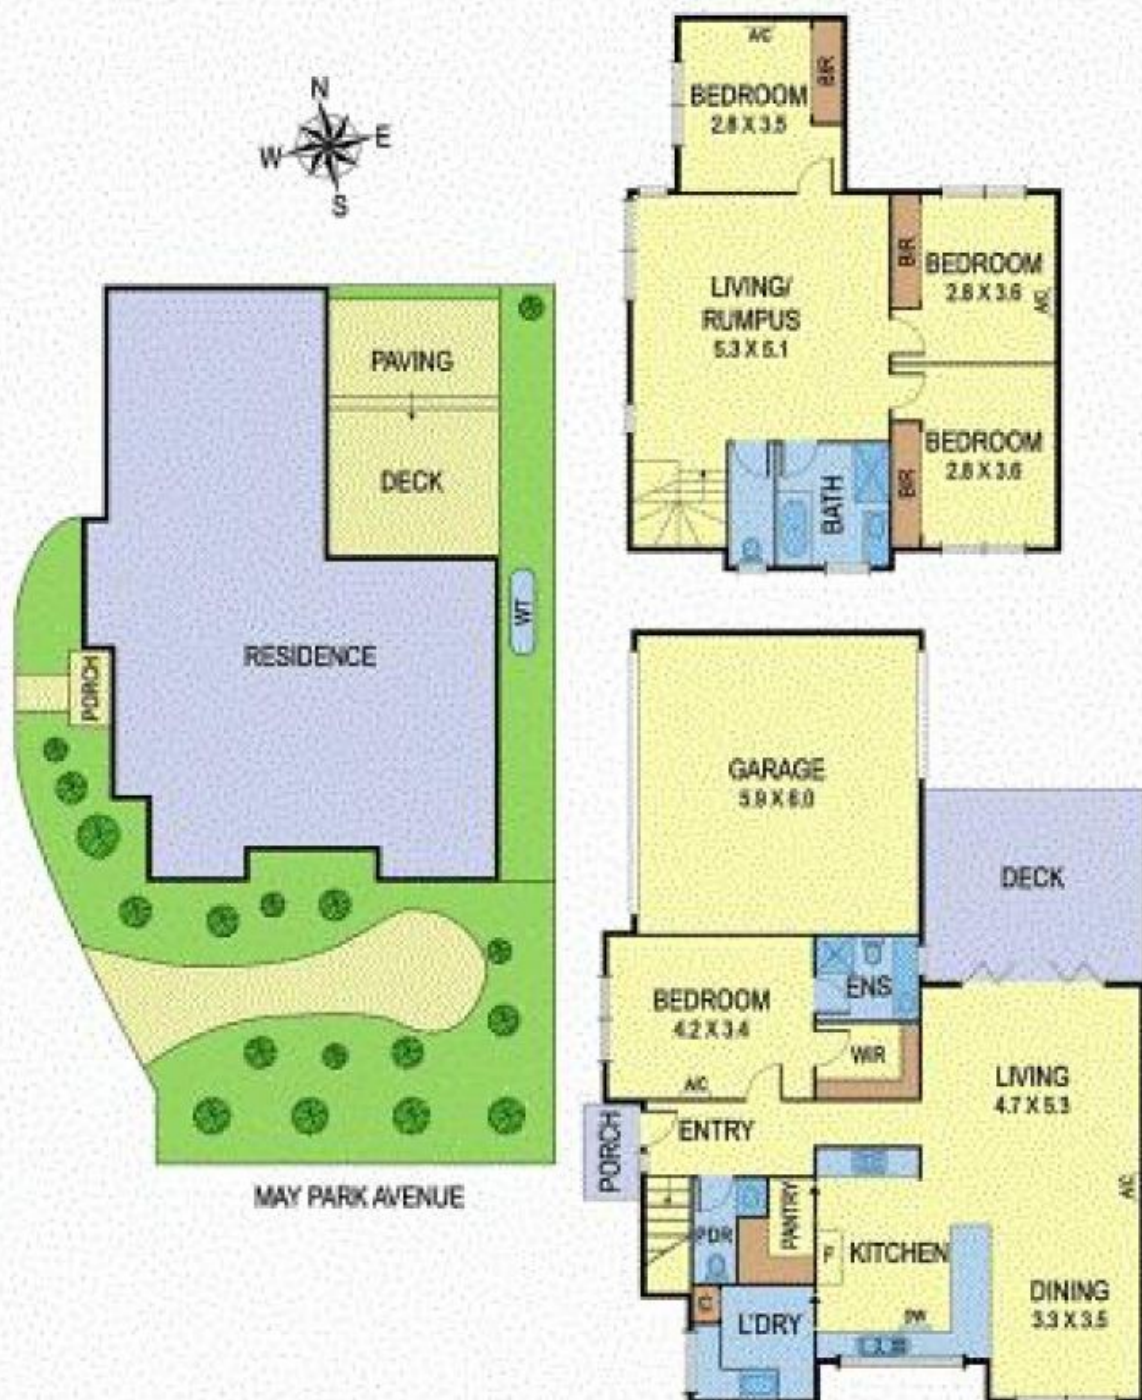 N
W
E
S
PAVING
DECK
RESIDENCE
WT
PORCH
MAY PARK AVENUE
A/C
BEDROOM
2.8 X 3.5
BIR
LIVING/
RUMPUS
5.3 X 5.1
BIR
BEDROOM
2.8 X 3.6
A/C
BEDROOM
2.8 X 3.6
BIR
BATH
GARAGE
5.9 X 6.0
DECK
BEDROOM
4.2 X 3.4
A/C
ENS
WIR
LIVING
4.7 X 5.3
A/C
PORCH
ENTRY
PDR
PANTRY
F
KITCHEN
DW
DINING
3.3 X 3.5
L'DRY